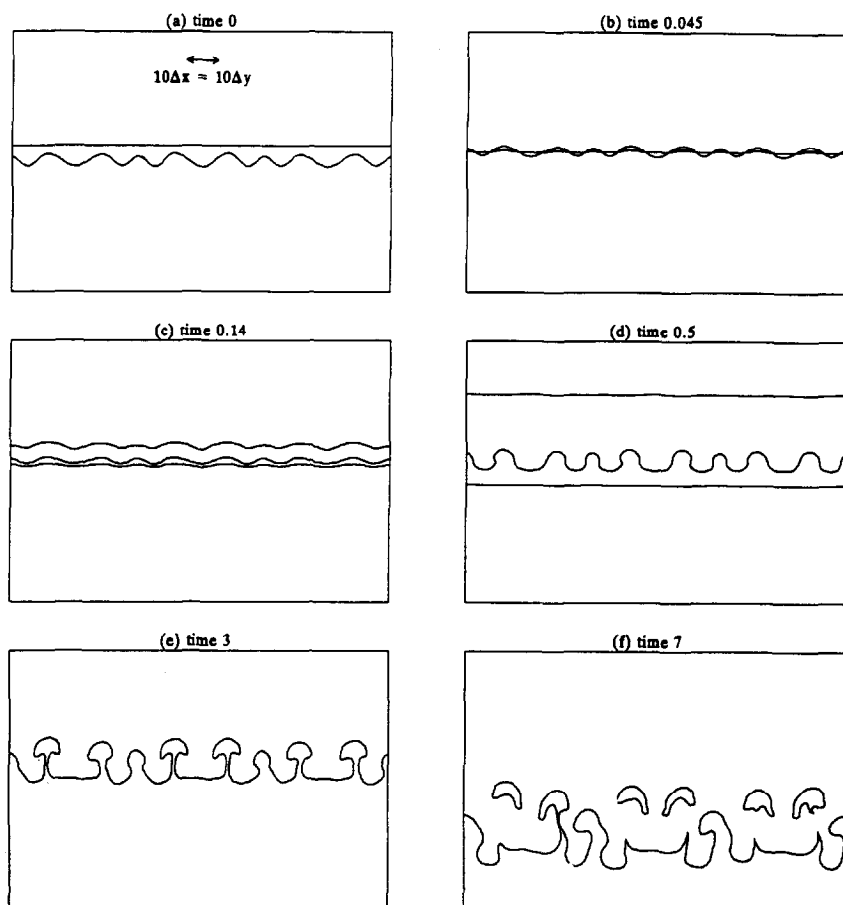 (a) time 0
10Δx = 10Δy
(b) time 0.045
(c) time 0.14
(d) time 0.5
(e) time 3
(f) time 7